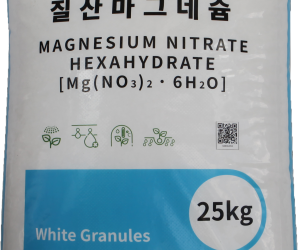 질산마그네슘
MAGNESIUM NITRATE
HEXAHYDRATE
[Mg(NO₃)₂ · 6H₂O]
25kg
White Granules